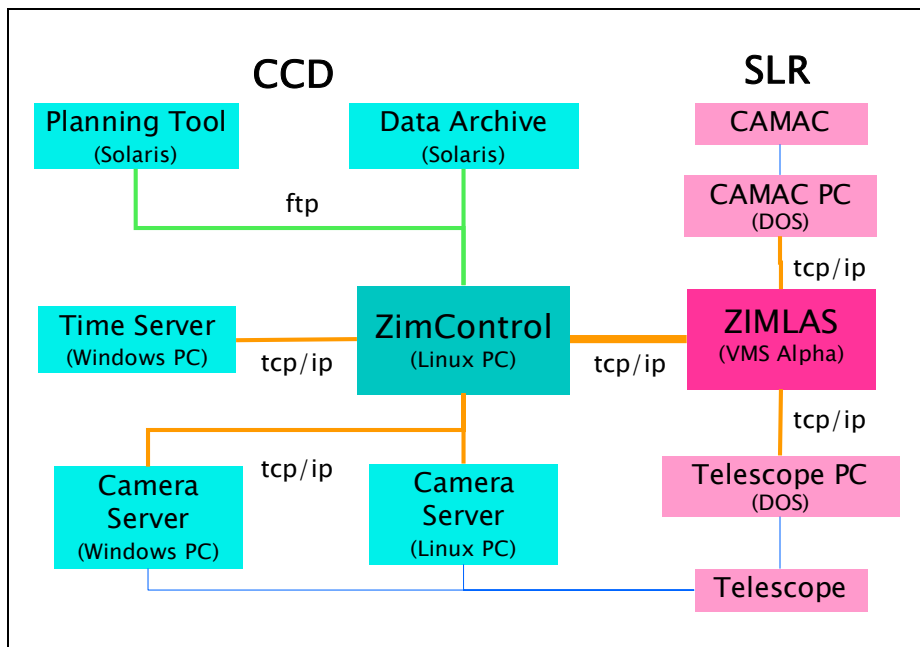 CCD
SLR
Planning Tool
(Solaris)
Data Archive
(Solaris)
CAMAC
ftp
CAMAC PC
(DOS)
tcp/ip
Time Server
(Windows PC)
tcp/ip
ZimControl
(Linux PC)
tcp/ip
ZIMLAS
(VMS Alpha)
tcp/ip
tcp/ip
Camera
Server
(Windows PC)
Camera
Server
(Linux PC)
Telescope PC
(DOS)
Telescope